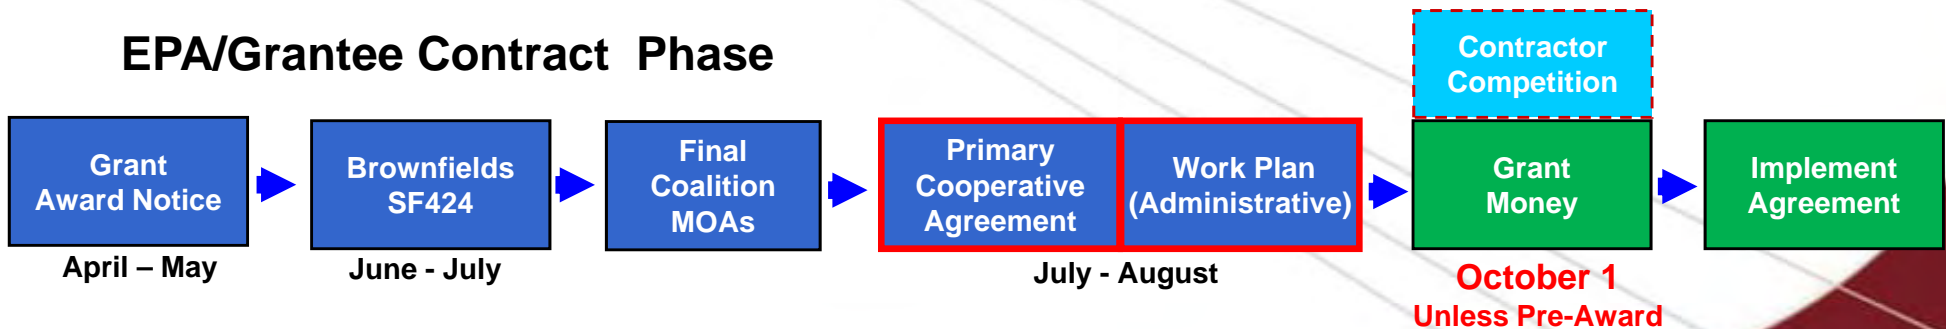 EPA/Grantee Contract Phase
Grant
Award Notice
April – May
Brownfields
SF424
June - July
Final
Coalition
MOAs
Primary
Cooperative
Agreement
Work Plan
(Administrative)
July - August
Contractor
Competition
Grant
Money
October 1
Unless Pre-Award
Implement
Agreement